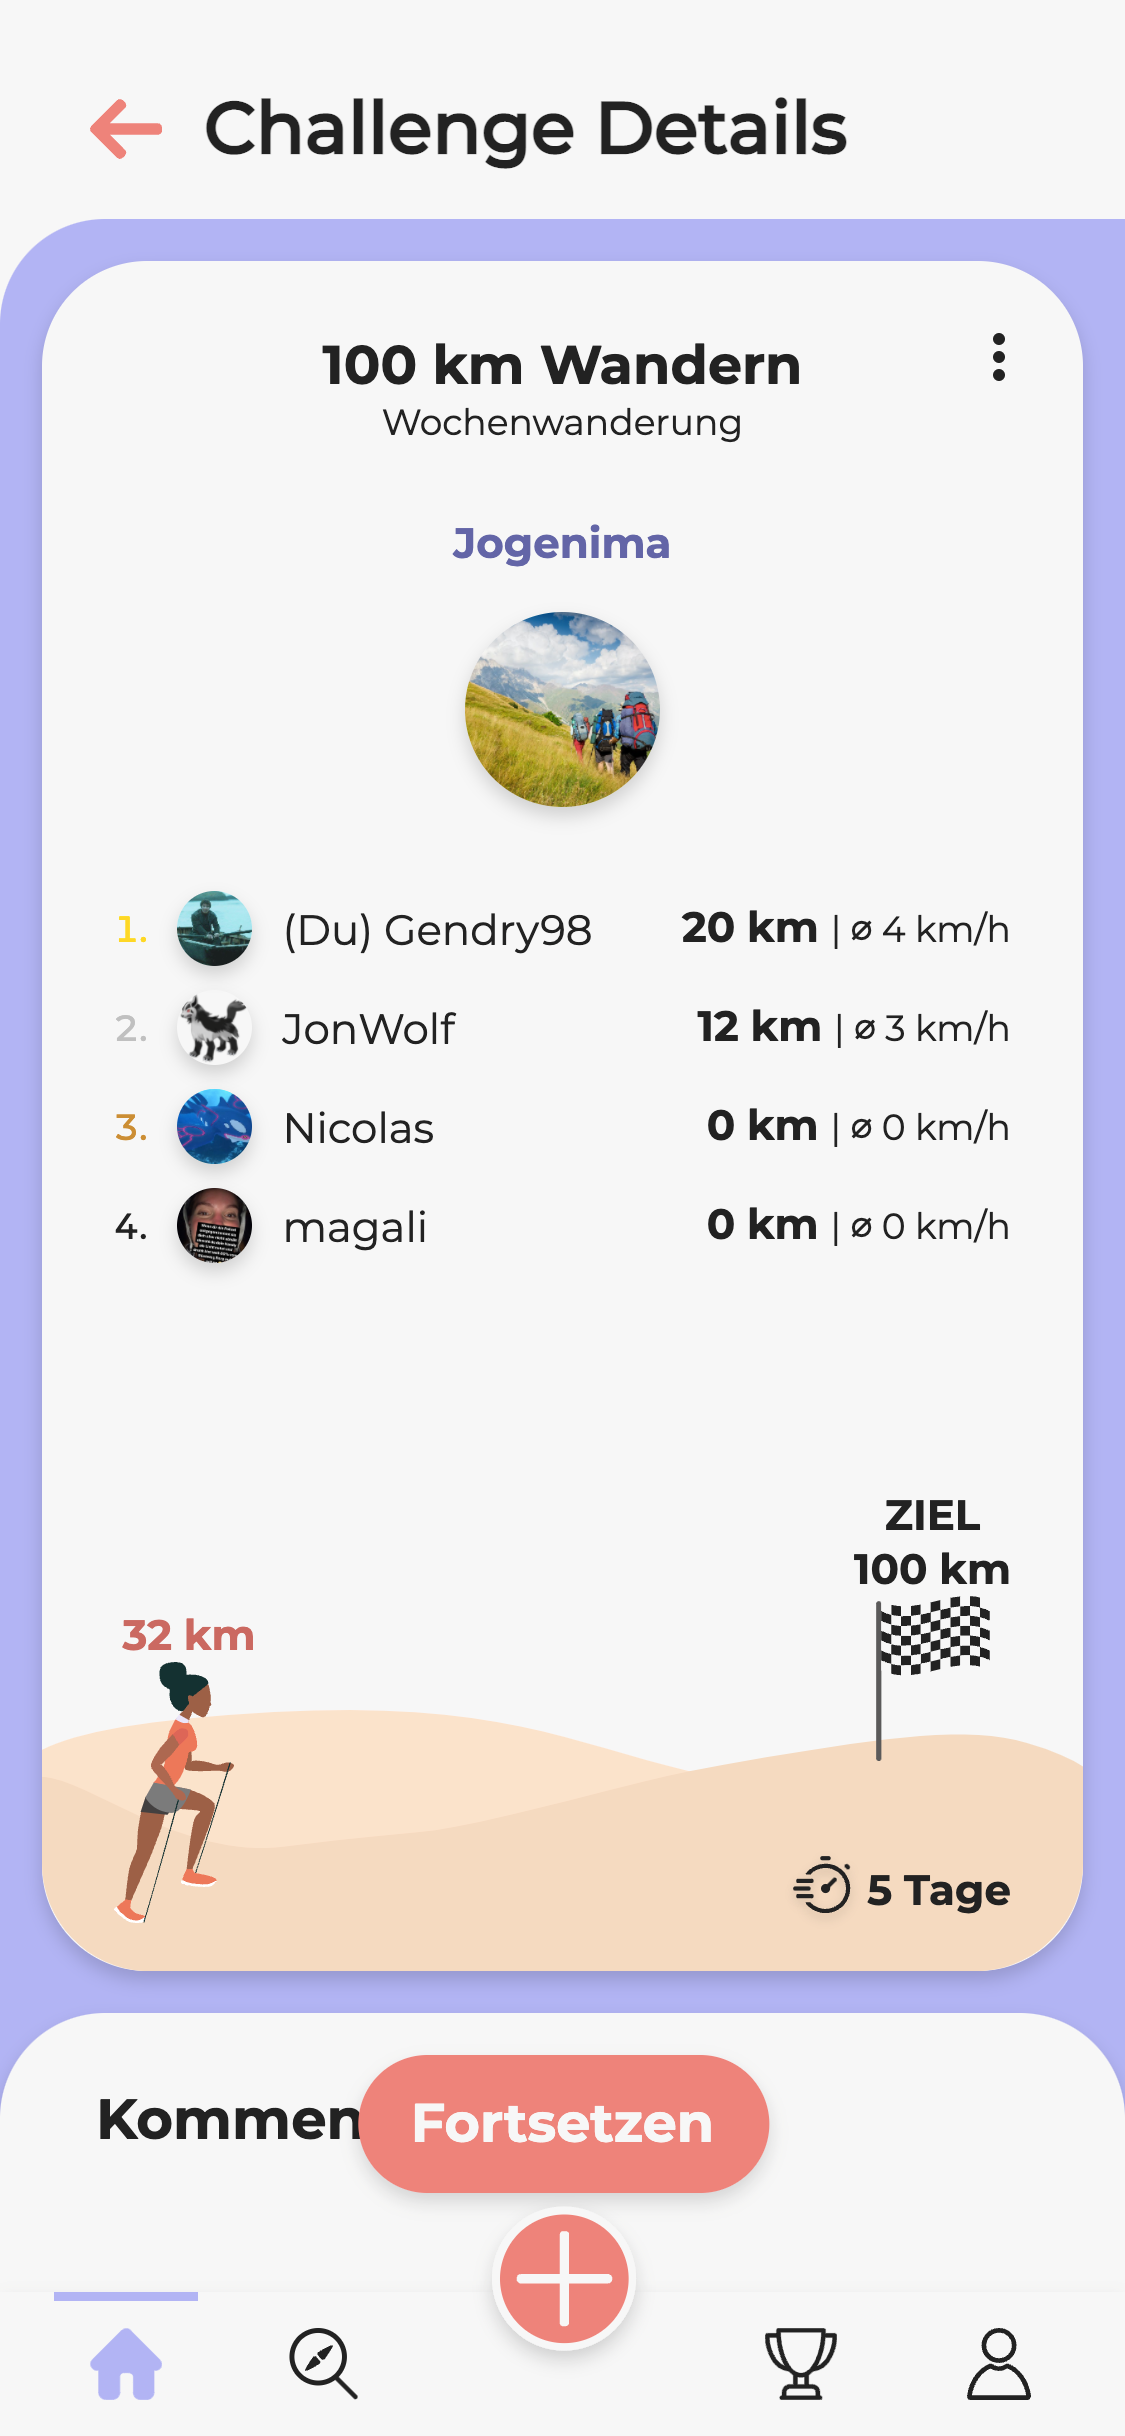 Challenge Details
100 km Wandern
Wochenwanderung
Jogenima
1. (Du) Gendry98 20 km | ø 4 km/h
2. JonWolf 12 km | ø 3 km/h
3. Nicolas 0 km | ø 0 km/h
4. magali 0 km | ø 0 km/h
ZIEL
100 km
32 km
5 Tage
Kommen
Fortsetzen